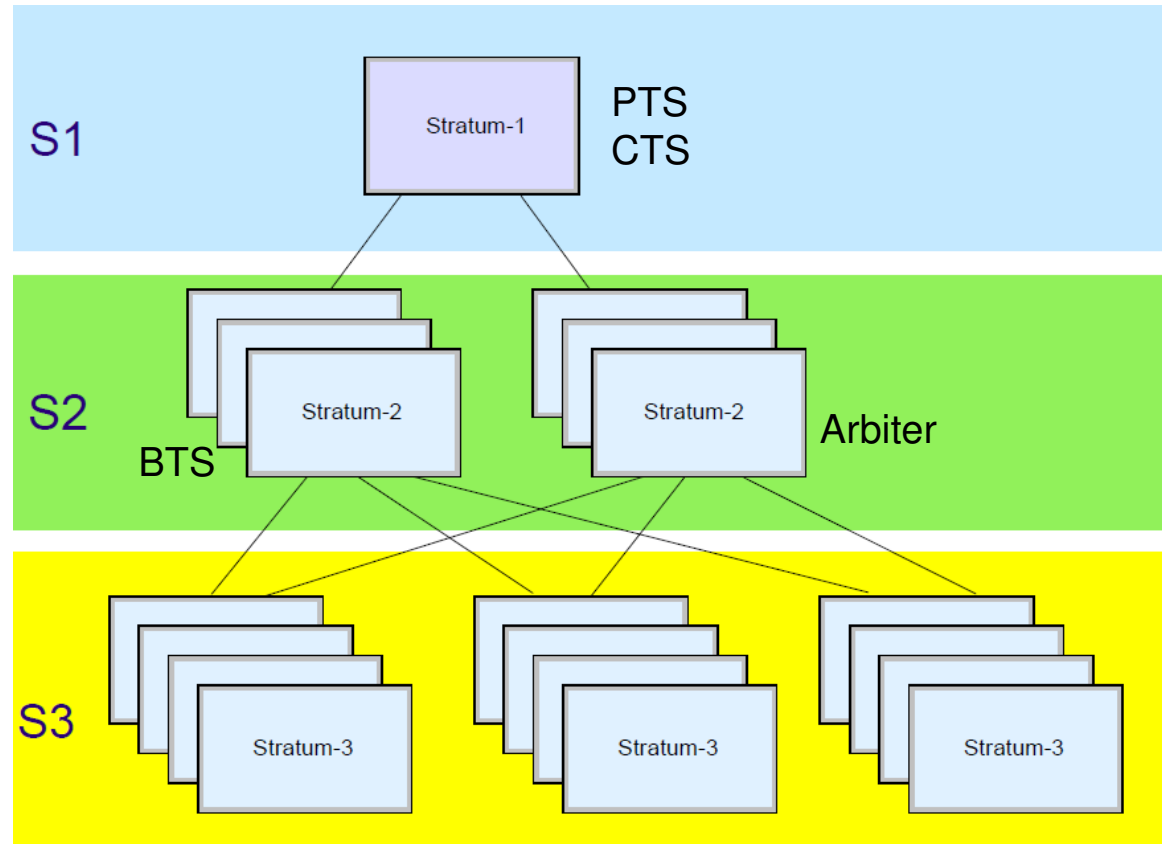 S1
Stratum-1
PTS
CTS
S2
Stratum-2
BTS
Stratum-2
Arbiter
S3
Stratum-3
Stratum-3
Stratum-3